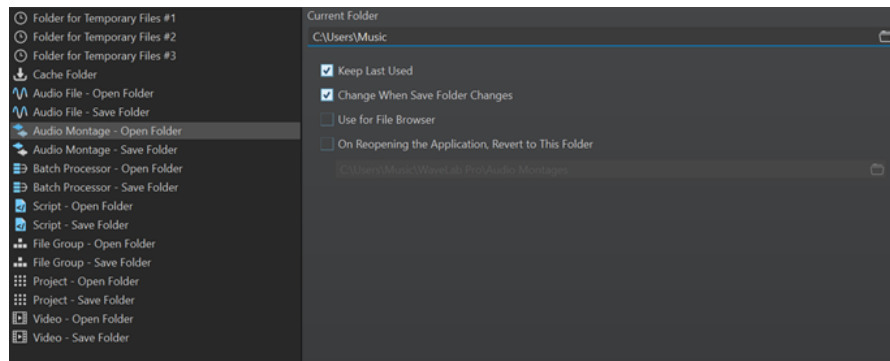 Folder for Temporary Files #1
Folder for Temporary Files #2
Folder for Temporary Files #3
Cache Folder
Audio File - Open Folder
Audio File - Save Folder
Audio Montage - Open Folder
Audio Montage - Save Folder
Batch Processor - Open Folder
Batch Processor - Save Folder
Script - Open Folder
Script - Save Folder
File Group - Open Folder
File Group - Save Folder
Project - Open Folder
Project - Save Folder
Video - Open Folder
Video - Save Folder
Current Folder
C:\Users\Music
Keep Last Used
Change When Save Folder Changes
Use for File Browser
On Reopening the Application, Revert to This Folder
C:\Users\Music\WaveLab Pro\Audio Montages